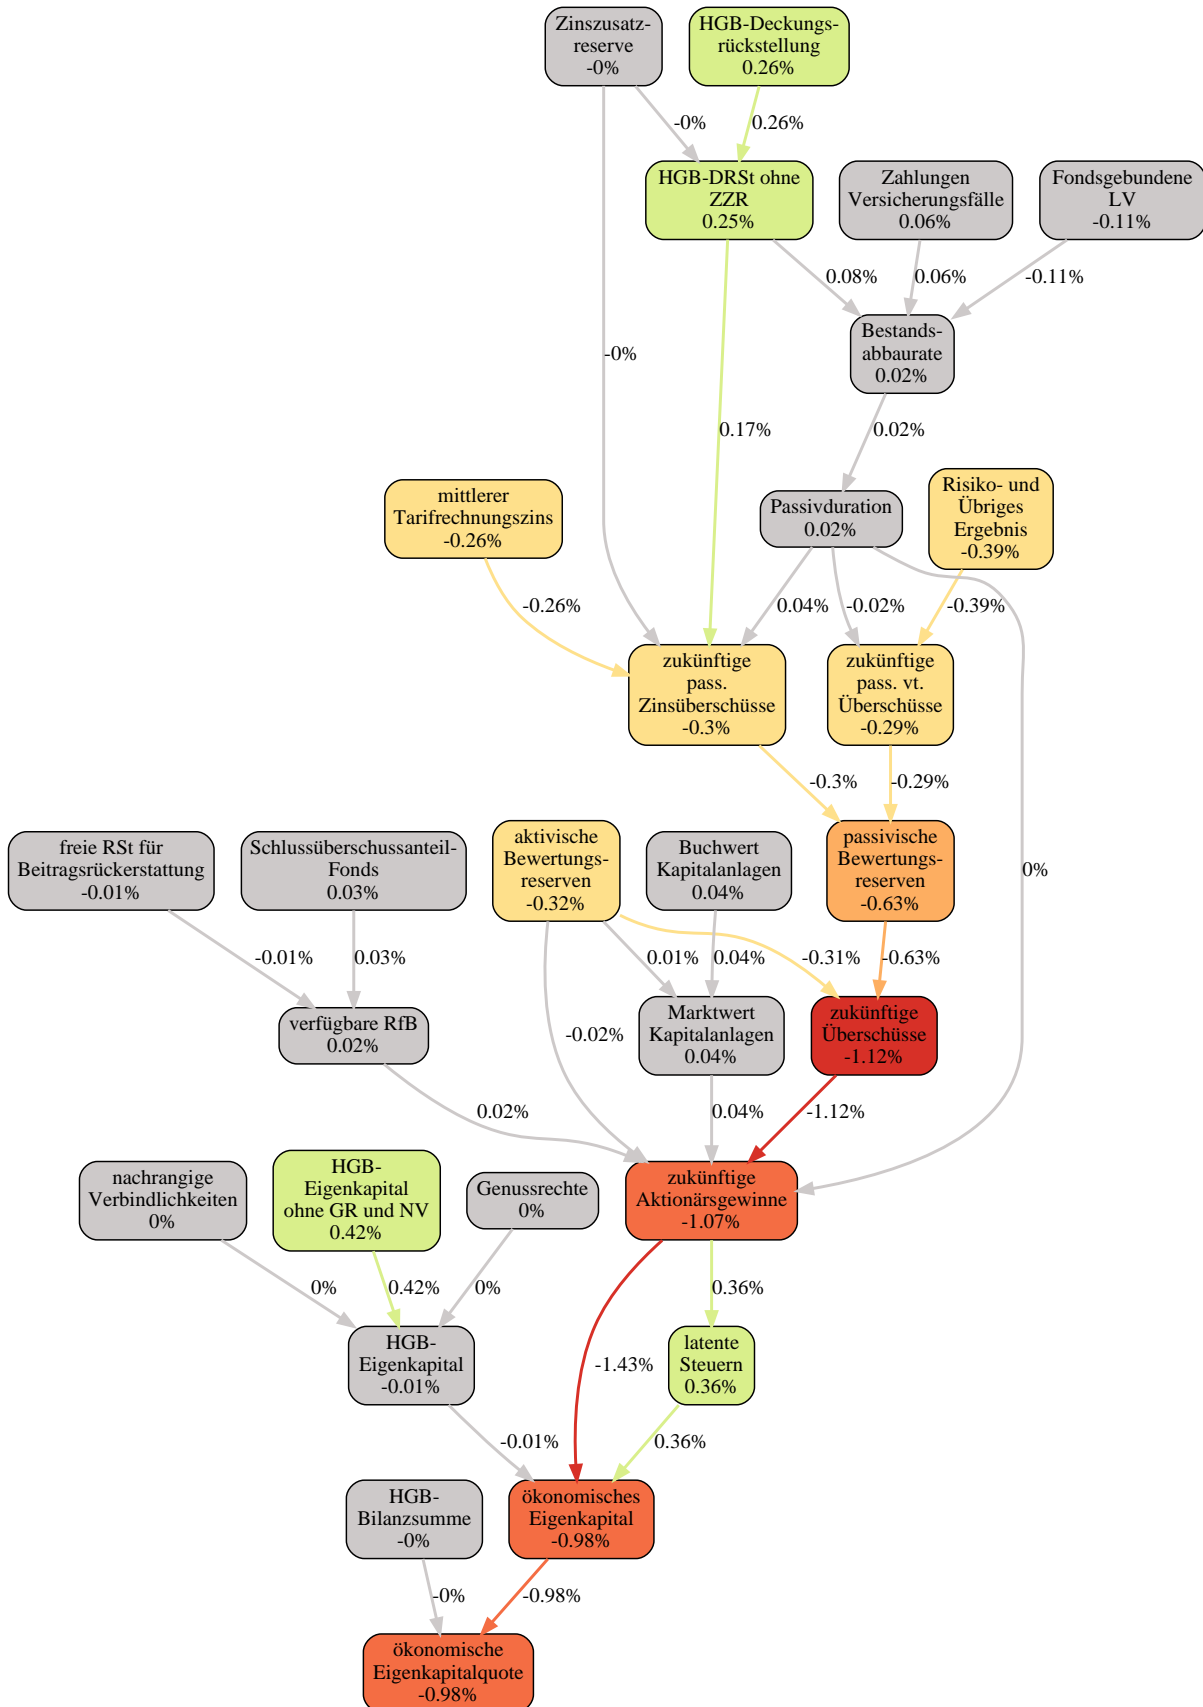 Zinszusatz-
reserve
-0%
HGB-Deckungs-
rückstellung
0.26%
-0%
0.26%
HGB-DRSt ohne
ZZR
0.25%
Zahlungen
Versicherungsfälle
0.06%
Fondsgebundene
LV
-0.11%
0.08%
0.06%
-0.11%
Bestands-
abbaurate
0.02%
-0%
0.17%
0.02%
mittlerer
Tarifrechnungszins
-0.26%
Passivduration
0.02%
Risiko- und
Übriges
Ergebnis
-0.39%
-0.26%
0.04%
-0.02%
-0.39%
zukünftige
pass.
Zinsüberschüsse
-0.3%
zukünftige
pass. vt.
Überschüsse
-0.29%
-0.3%
-0.29%
freie RSt für
Beitragsrückerstattung
-0.01%
Schlussüberschussanteil-
Fonds
0.03%
aktivische
Bewertungs-
reserven
-0.32%
Buchwert
Kapitalanlagen
0.04%
passivische
Bewertungs-
reserven
-0.63%
0%
-0.01%
0.03%
0.01%
0.04%
-0.31%
-0.63%
verfügbare RfB
0.02%
-0.02%
Marktwert
Kapitalanlagen
0.04%
zukünftige
Überschüsse
-1.12%
0.02%
0.04%
-1.12%
nachrangige
Verbindlichkeiten
0%
HGB-
Eigenkapital
ohne GR und NV
0.42%
Genussrechte
0%
zukünftige
Aktionärsgewinne
-1.07%
0%
0.42%
0%
0.36%
HGB-
Eigenkapital
-0.01%
-1.43%
latente
Steuern
0.36%
-0.01%
0.36%
HGB-
Bilanzsumme
-0%
ökonomisches
Eigenkapital
-0.98%
-0%
-0.98%
ökonomische
Eigenkapitalquote
-0.98%